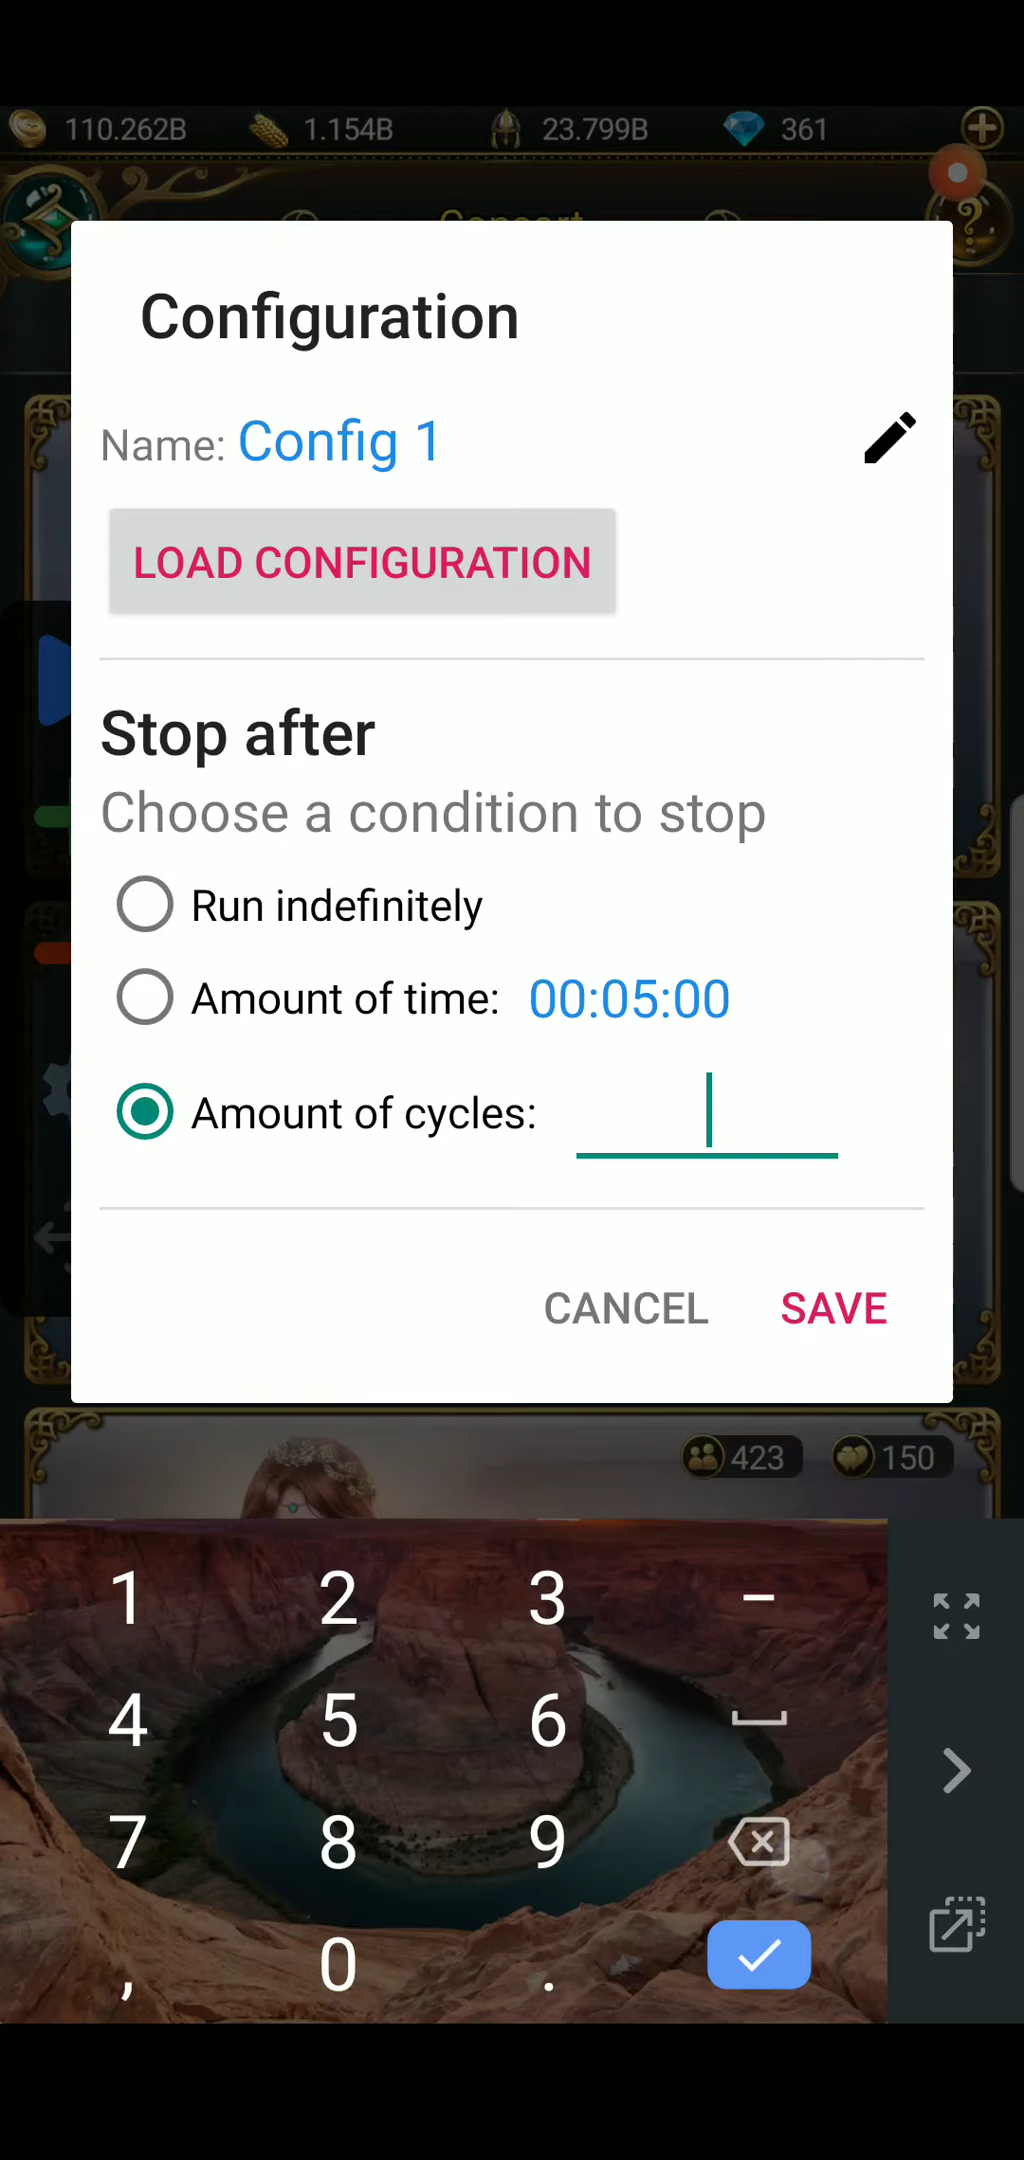 110.262B 1.154B 23.799B 361
Consort
Configuration
Name: Config 1
LOAD CONFIGURATION
Stop after
Choose a condition to stop
Run indefinitely
Amount of time: 00:05:00
Amount of cycles:
CANCEL SAVE
423 150
1 2 3 -
4 5 6
7 8 9
, 0 .